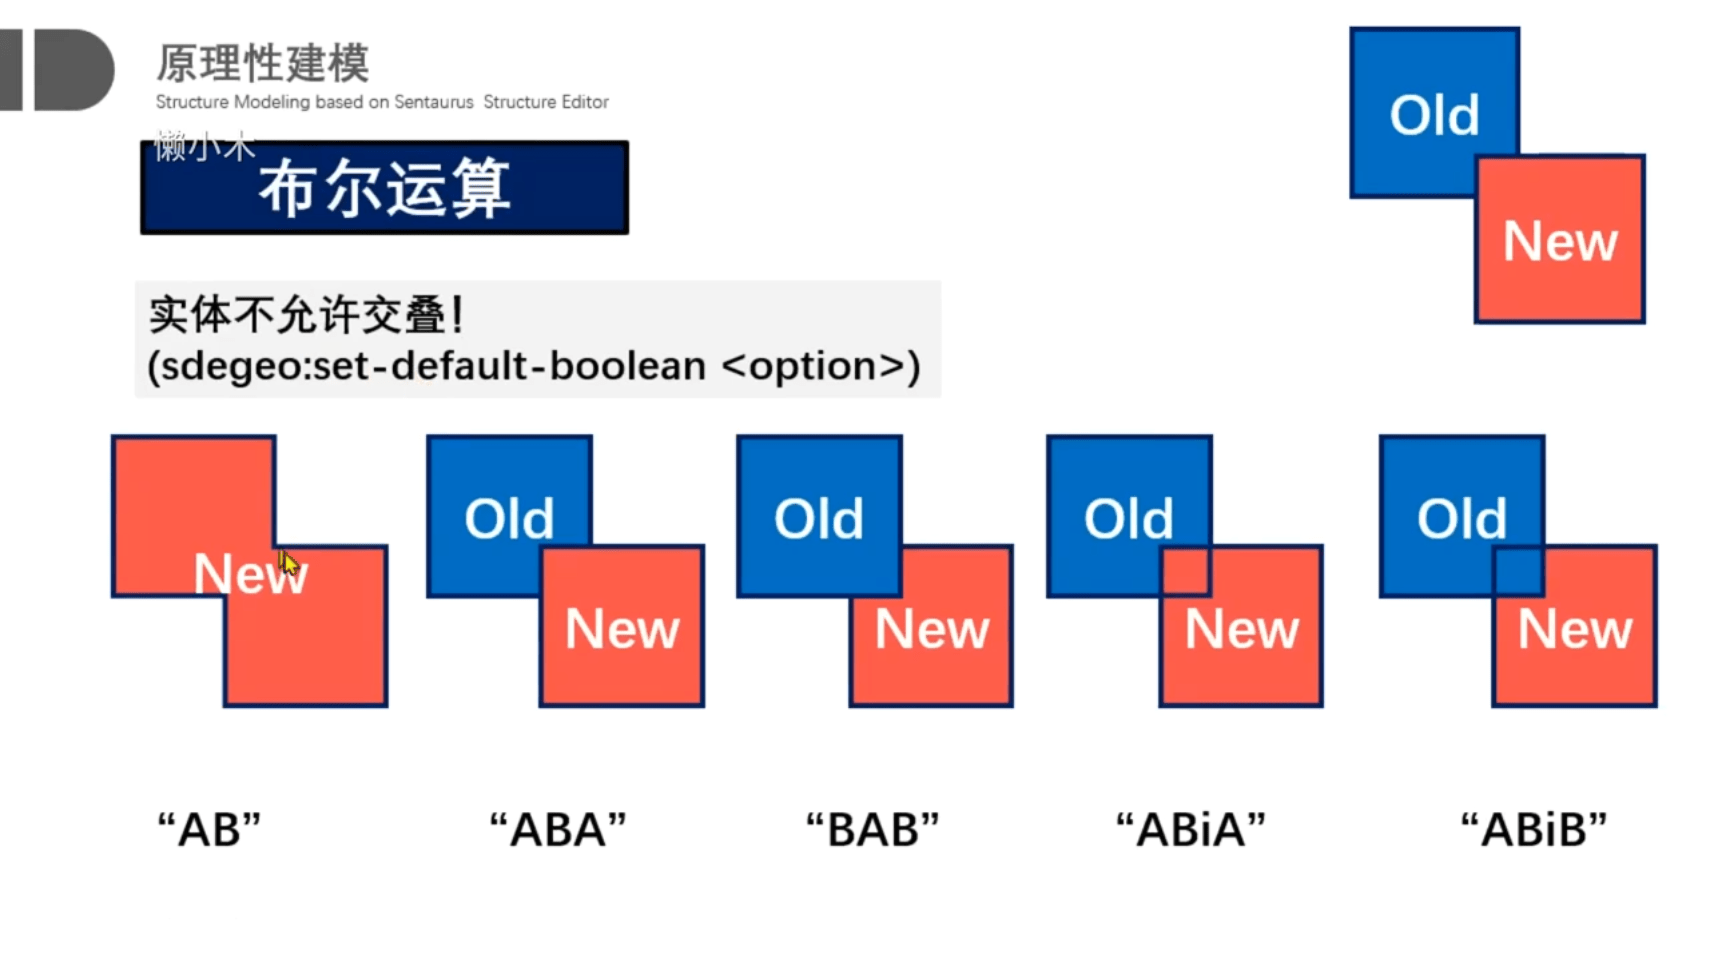 原理性建模
Structure Modeling based on Sentaurus Structure Editor
懒小木
布尔运算
实体不允许交叠！
(sdegeo:set-default-boolean <option>)
Old
New
New
Old
New
Old
New
Old
New
Old
New
“AB”
“ABA”
“BAB”
“ABiA”
“ABiB”